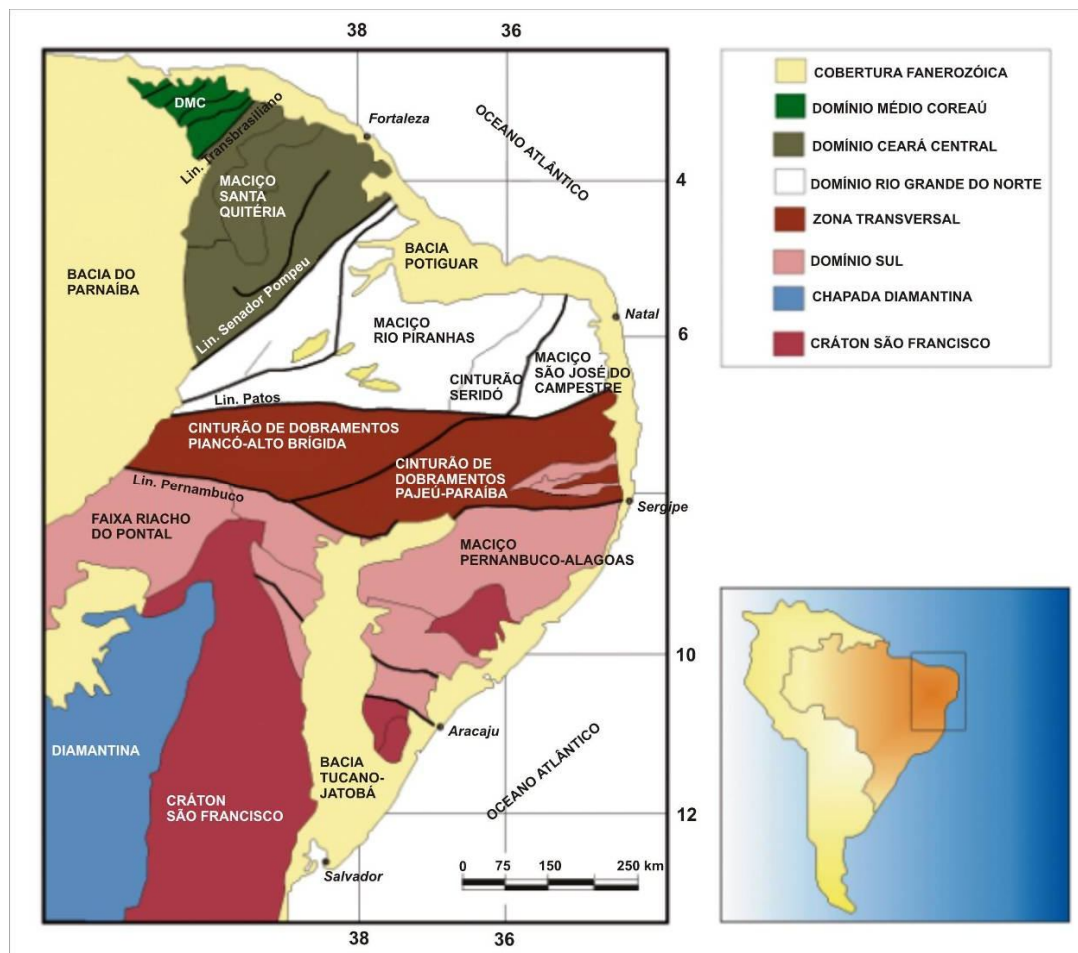 38
36
DMC
Lin. Transbrasiliano
Fortaleza
OCEANO ATLÂNTICO
MACIÇO
SANTA
QUITÉRIA
4
BACIA DO
PARNAÍBA
BACIA
POTIGUAR
Lin. Senador Pompeu
Natal
MACIÇO
RIO PIRANHAS
6
MACIÇO
SÃO JOSÉ DO
CAMPESTRE
CINTURÃO
SERIDÓ
Lin. Patos
CINTURÃO DE DOBRAMENTOS
PIANCÓ-ALTO BRÍGIDA
CINTURÃO DE
DOBRAMENTOS
PAJEÚ-PARAÍBA
Lin. Pernambuco
Sergipe
FAIXA RIACHO
DO PONTAL
MACIÇO
PERNANBUCO-ALAGOAS
10
Aracaju
DIAMANTINA
BACIA
TUCANO-
JATOBÁ
OCEANO ATLÂNTICO
CRÁTON
SÃO FRANCISCO
12
Salvador
0 75 150 250 km
38
36
COBERTURA FANEROZÓICA
DOMÍNIO MÉDIO COREAÚ
DOMÍNIO CEARÁ CENTRAL
DOMÍNIO RIO GRANDE DO NORTE
ZONA TRANSVERSAL
DOMÍNIO SUL
CHAPADA DIAMANTINA
CRÁTON SÃO FRANCISCO